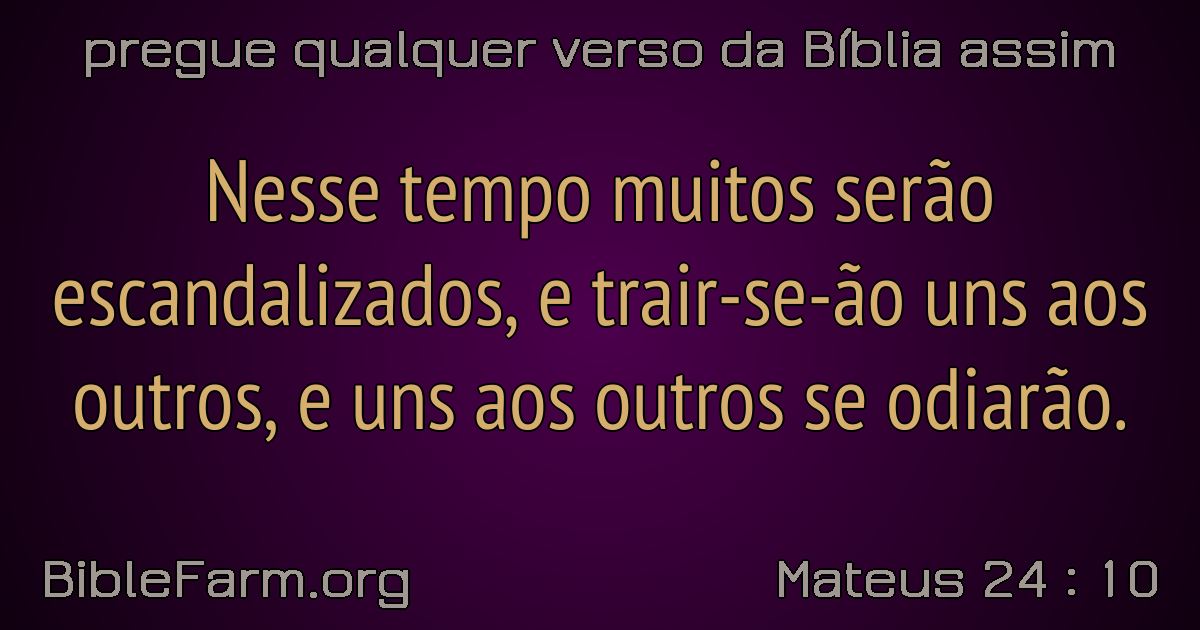 pregue qualquer verso da Bíblia assim
Nesse tempo muitos serão
escandalizados, e trair-se-ão uns aos
outros, e uns aos outros se odiarão.
BibleFarm.org
Mateus 24 : 10